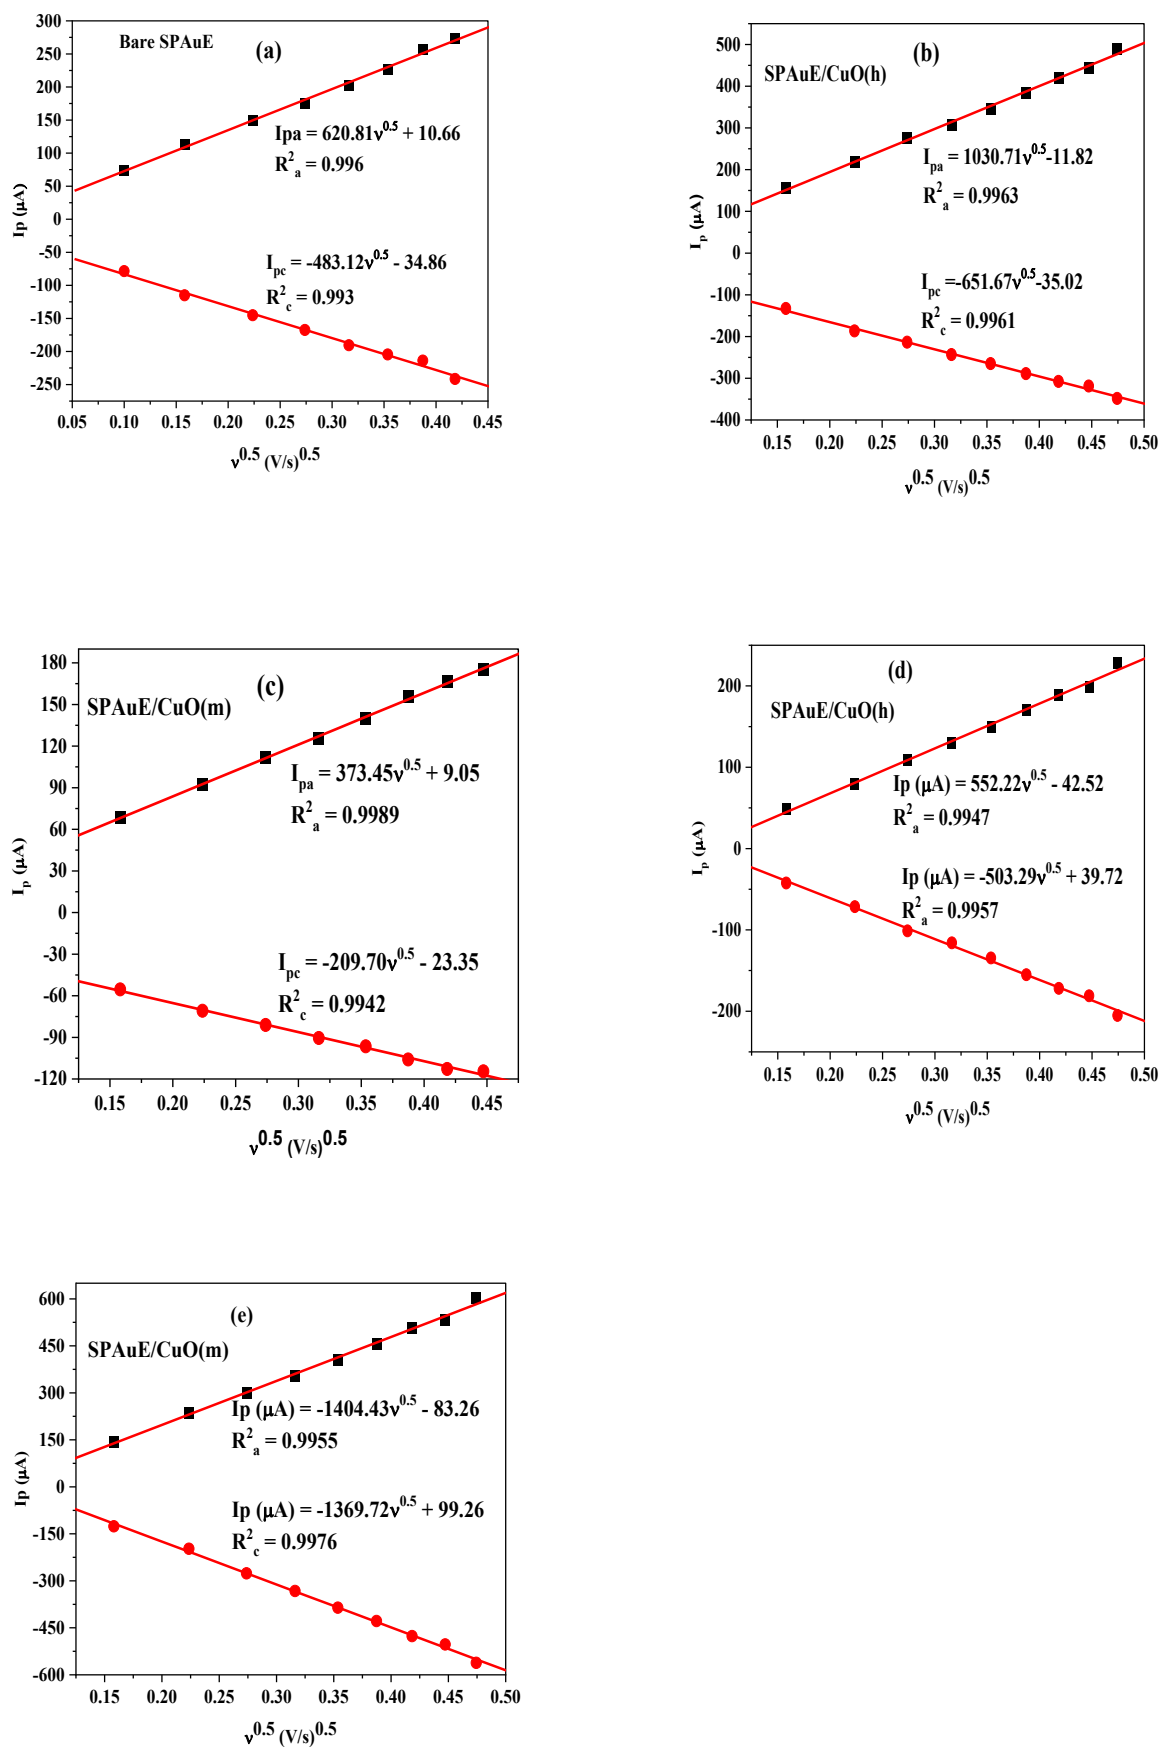 300
250
200
150
100
50
0
-50
-100
-150
-200
-250
Ip (μA)
Bare SPAuE
(a)
Ipa = 620.81ν^0.5 + 10.66
R²a = 0.996
Ipc = -483.12ν^0.5 - 34.86
R²c = 0.993
0.05 0.10 0.15 0.20 0.25 0.30 0.35 0.40 0.45
ν^0.5 (V/s)^0.5
500
400
300
200
100
0
-100
-200
-300
-400
Ip (μA)
(b)
SPAuE/CuO(h)
Ipa = 1030.71ν^0.5-11.82
R²a = 0.9963
Ipc =-651.67ν^0.5-35.02
R²c = 0.9961
0.15 0.20 0.25 0.30 0.35 0.40 0.45 0.50
ν^0.5 (V/s)^0.5
180
150
120
90
60
30
0
-30
-60
-90
-120
Ip (μA)
(c)
SPAuE/CuO(m)
Ipa = 373.45ν^0.5 + 9.05
R²a = 0.9989
Ipc = -209.70ν^0.5 - 23.35
R²c = 0.9942
0.15 0.20 0.25 0.30 0.35 0.40 0.45
ν^0.5 (V/s)^0.5
200
100
0
-100
-200
Ip (μA)
(d)
SPAuE/CuO(h)
Ip (μA) = 552.22ν^0.5 - 42.52
R²a = 0.9947
Ip (μA) = -503.29ν^0.5 + 39.72
R²a = 0.9957
0.15 0.20 0.25 0.30 0.35 0.40 0.45 0.50
ν^0.5 (V/s)^0.5
600
450
300
150
0
-150
-300
-450
-600
Ip (μA)
(e)
SPAuE/CuO(m)
Ip (μA) = -1404.43ν^0.5 - 83.26
R²a = 0.9955
Ip (μA) = -1369.72ν^0.5 + 99.26
R²c = 0.9976
0.15 0.20 0.25 0.30 0.35 0.40 0.45 0.50
ν^0.5 (V/s)^0.5